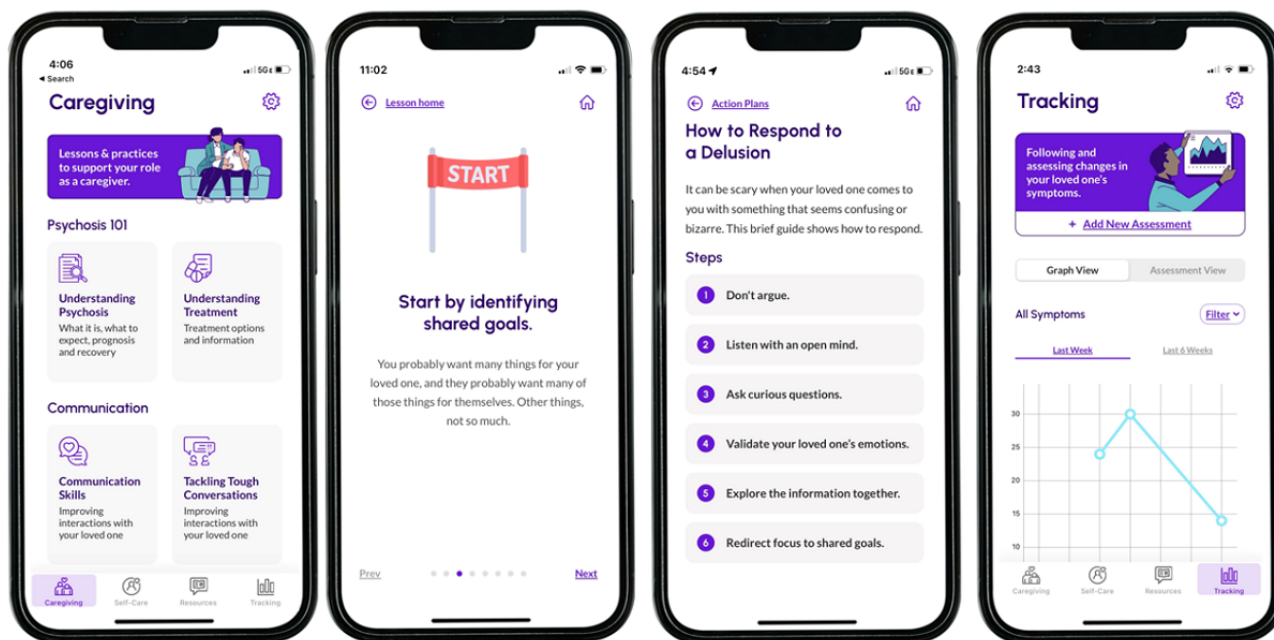 4:06
5G
◂ Search
Caregiving
Lessons & practices
to support your role
as a caregiver.
Psychosis 101
Understanding
Psychosis
What it is, what to
expect, prognosis
and recovery
Understanding
Treatment
Treatment options
and information
Communication
Communication
Skills
Improving
interactions with
your loved one
Tackling Tough
Conversations
Improving
interactions with
your loved one
Caregiving
Self-Care
Resources
Tracking
11:02
Lesson home
START
Start by identifying
shared goals.
You probably want many things for your
loved one, and they probably want many of
those things for themselves. Other things,
not so much.
Prev
Next
4:54
5G
Action Plans
How to Respond to
a Delusion
It can be scary when your loved one comes to
you with something that seems confusing or
bizarre. This brief guide shows how to respond.
Steps
1 Don't argue.
2 Listen with an open mind.
3 Ask curious questions.
4 Validate your loved one's emotions.
5 Explore the information together.
6 Redirect focus to shared goals.
2:43
Tracking
Following and
assessing changes in
your loved one's
symptoms.
+ Add New Assessment
Graph View
Assessment View
All Symptoms
Filter
Last Week
Last 6 Weeks
30
25
20
15
10
Caregiving
Self-Care
Resources
Tracking